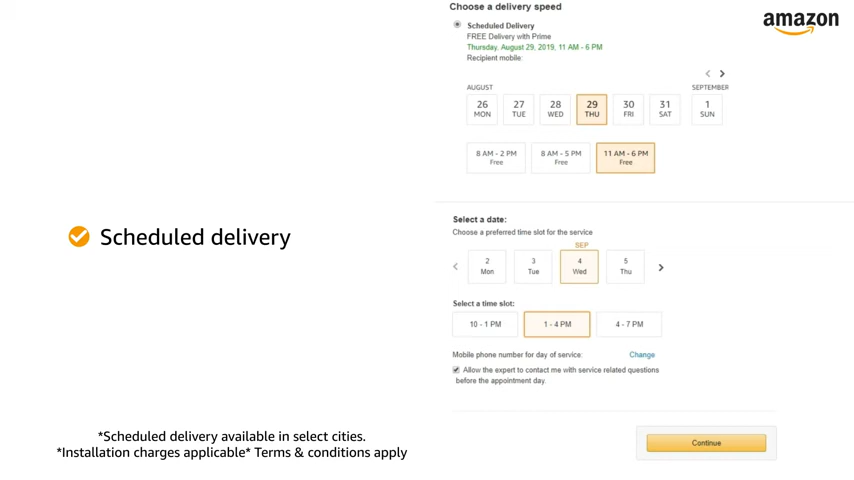 Choose a delivery speed
amazon
Scheduled Delivery
FREE Delivery with Prime
Thursday, August 29, 2019, 11 AM - 6 PM
Recipient mobile:
AUGUST SEPTEMBER
26 27 28 29 30 31 1
MON TUE WED THU FRI SAT SUN
8 AM - 2 PM 8 AM - 5 PM 11 AM - 6 PM
Free Free Free
Scheduled delivery
Select a date:
Choose a preferred time slot for the service
SEP
2 3 4 5
Mon Tue Wed Thu
Select a time slot:
10 - 1 PM 1 - 4 PM 4 - 7 PM
Mobile phone number for day of service: Change
Allow the expert to contact me with service related questions
before the appointment day.
Continue
*Scheduled delivery available in select cities.
*Installation charges applicable* Terms & conditions apply